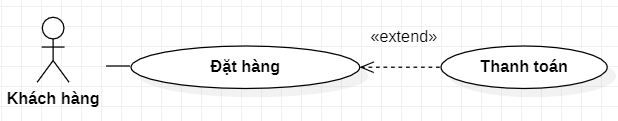 «extend»
Đặt hàng
Thanh toán
Khách hàng